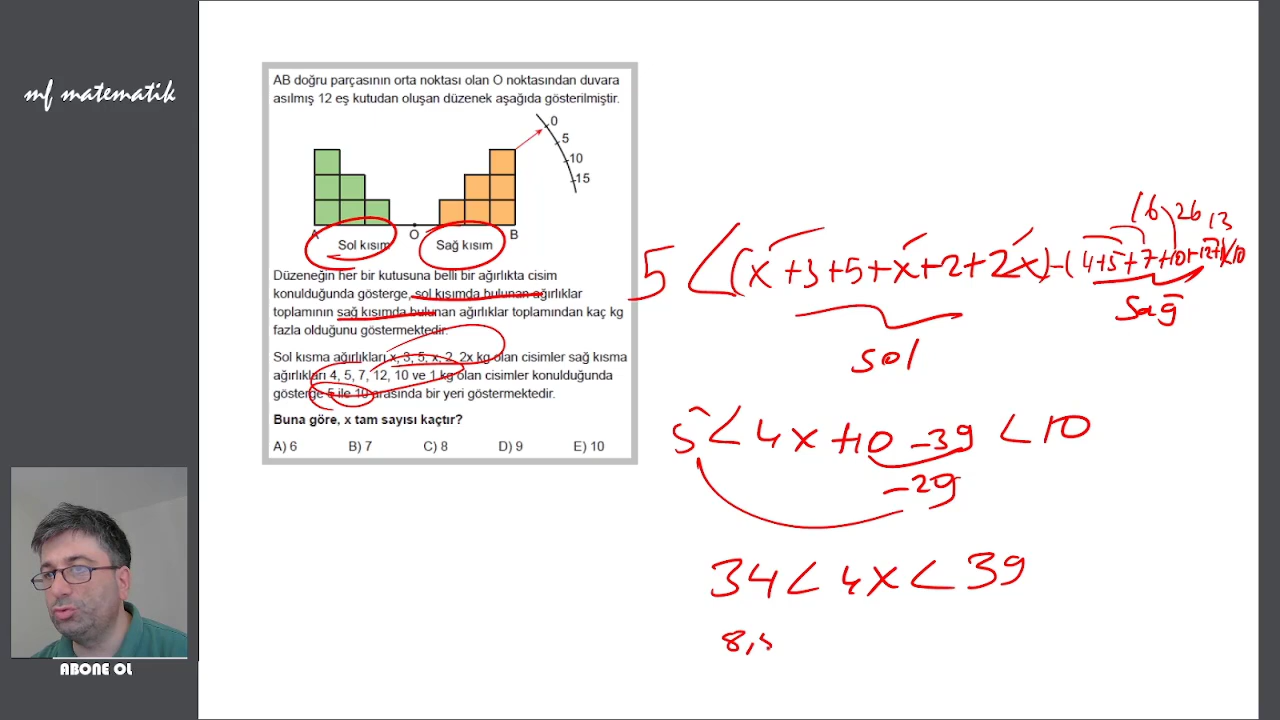 mf matematik
AB doğru parçasının orta noktası olan O noktasından duvara
asılmış 12 eş kutudan oluşan düzenek aşağıda gösterilmiştir.
0
5
10
15
A
O
B
Sol kısım
Sağ kısım
Düzeneğin her bir kutusuna belli bir ağırlıkta cisim
konulduğunda gösterge, sol kısımda bulunan ağırlıklar
toplamının sağ kısımda bulunan ağırlıklar toplamından kaç kg
fazla olduğunu göstermektedir.
Sol kısma ağırlıkları x, 3, 5, x, 2, 2x kg olan cisimler sağ kısma
ağırlıkları 4, 5, 7, 12, 10 ve 1 kg olan cisimler konulduğunda
gösterge 5 ile 10 arasında bir yeri göstermektedir.
Buna göre, x tam sayısı kaçtır?
A) 6 B) 7 C) 8 D) 9 E) 10
16 26 13
5 < (x+3+5+x+2+2x) - (4+5+7+10+12+1) < 10
sol
sağ
5 < 4x + 10 - 39 < 10
-29
34 < 4x < 39
8,5
ABONE OL